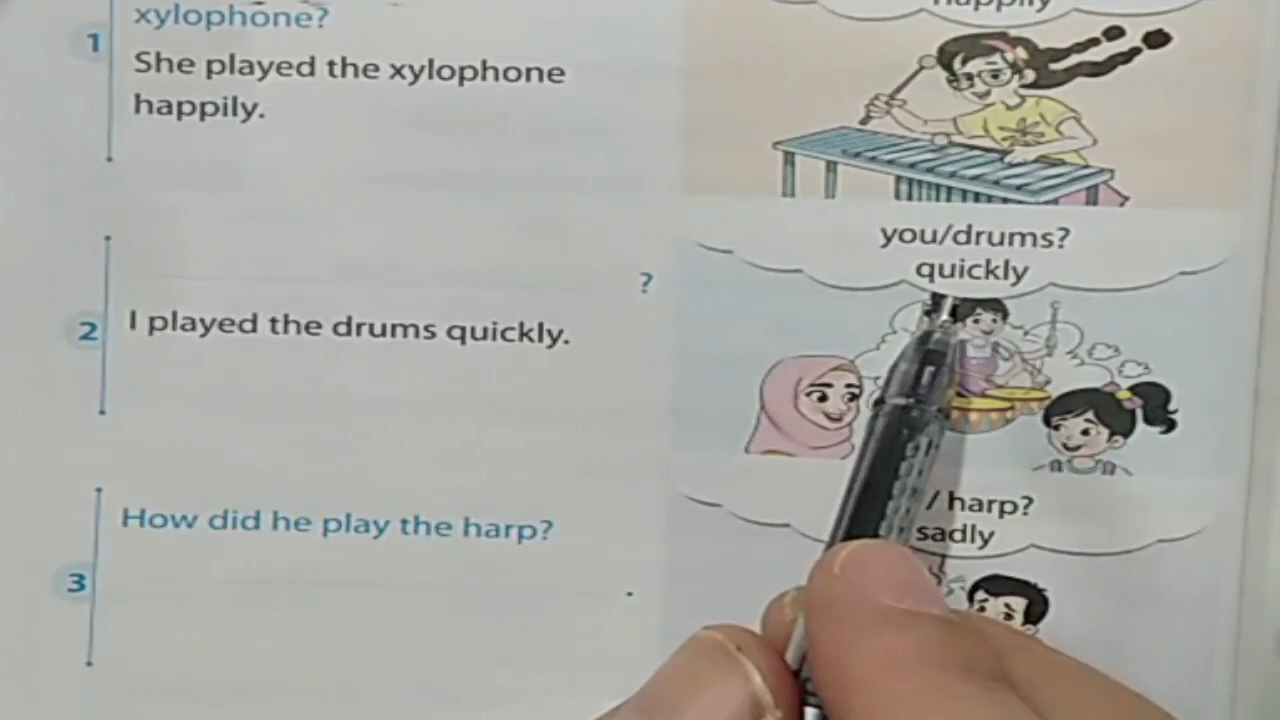 xylophone?
1
She played the xylophone
happily.
happily
you/drums?
quickly
?
2
I played the drums quickly.
/ harp?
sadly
How did he play the harp?
3
.